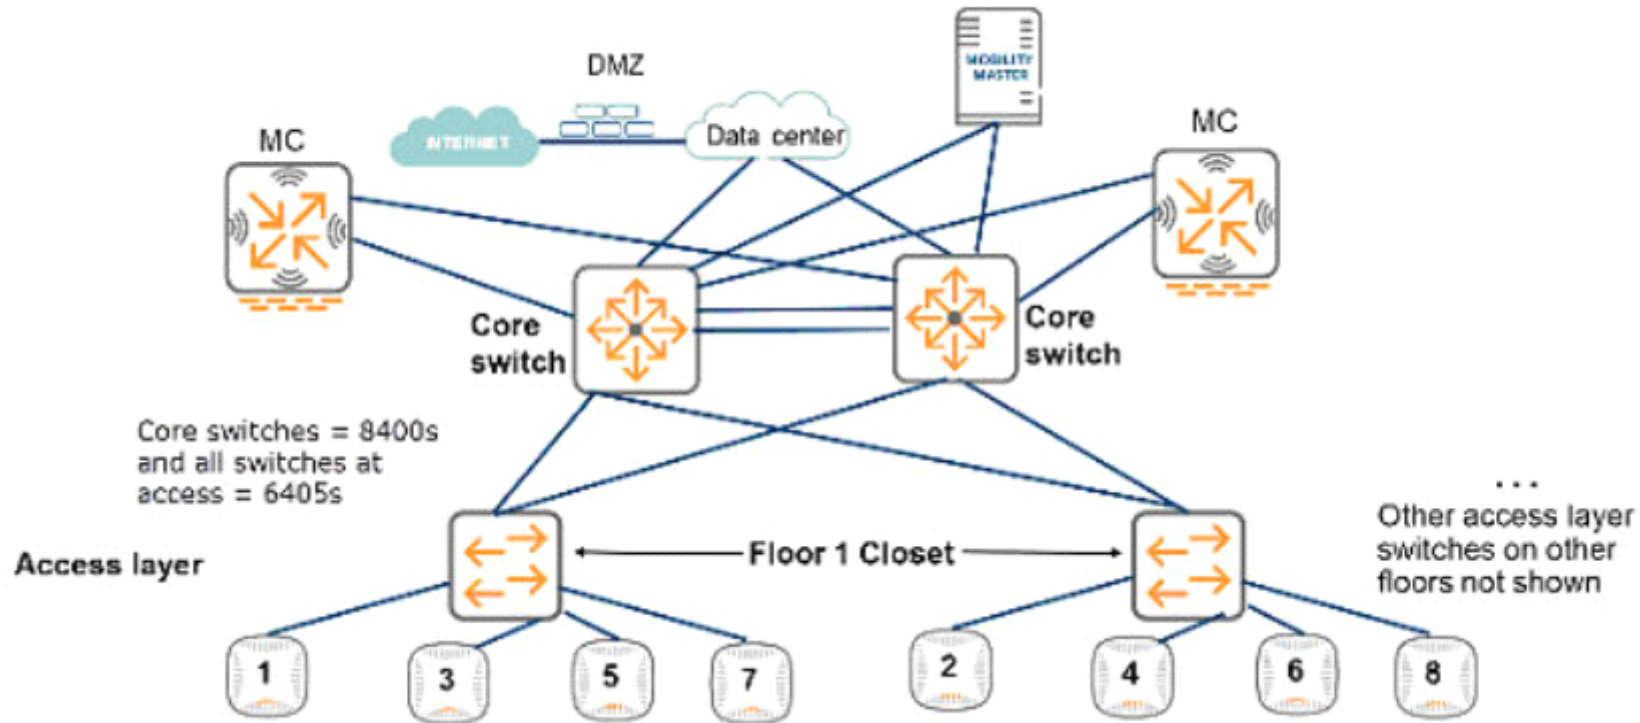 DMZ
MOBILITY
MASTER
MC
INTERNET
Data center
MC
Core
switch
Core
switch
Core switches = 8400s
and all switches at
access = 6405s
...
Other access layer
switches on other
floors not shown
Access layer
Floor 1 Closet
1
3
5
7
2
4
6
8